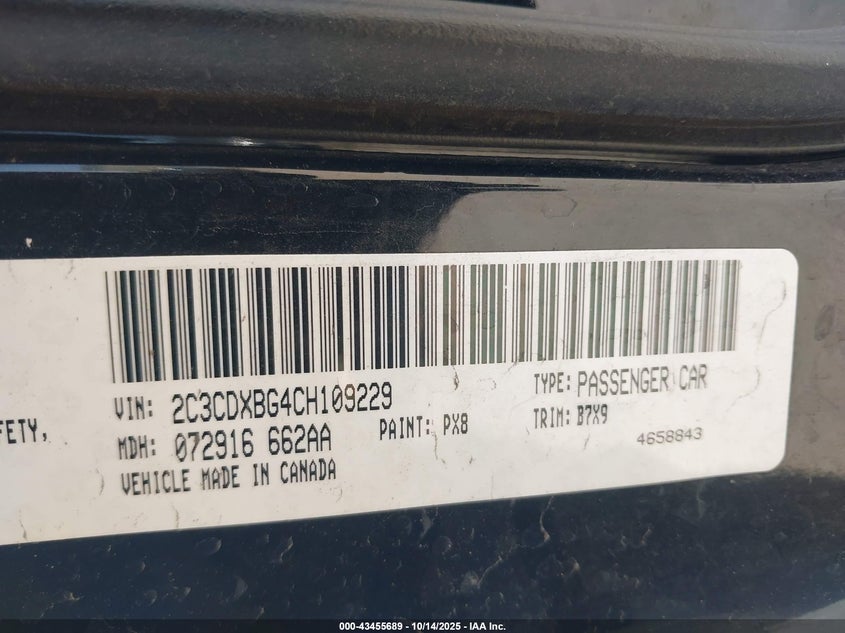 VIN: 2C3CDXBG4CH109229
TYPE: PASSENGER CAR
FETY,
MDH: 072916 662AA
PAINT: PX8
TRIM: B7X9
4658843
VEHICLE MADE IN CANADA
000-43455689 - 10/14/2025 - IAA Inc.